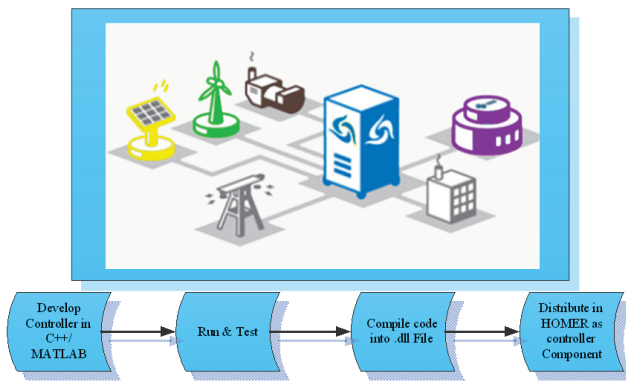 Develop
Controller in
C++/
MATLAB
Run & Test
Compile code
into .dll File
Distribute in
HOMER as
controller
Component